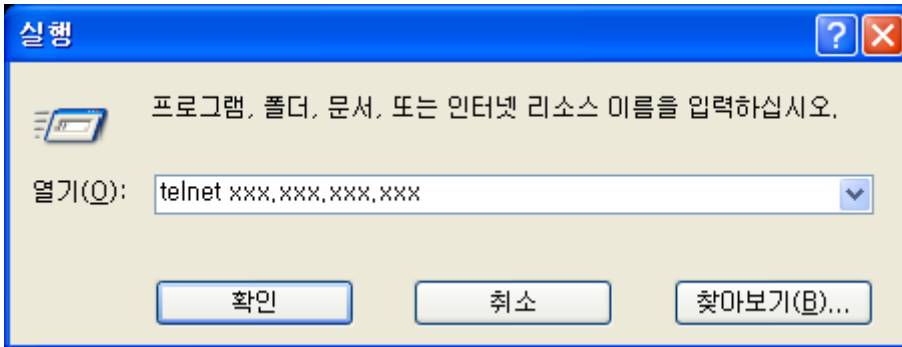 실행
프로그램, 폴더, 문서, 또는 인터넷 리소스 이름을 입력하십시오.
열기(O): telnet xxx.xxx.xxx.xxx
확인 취소 찾아보기(B)...